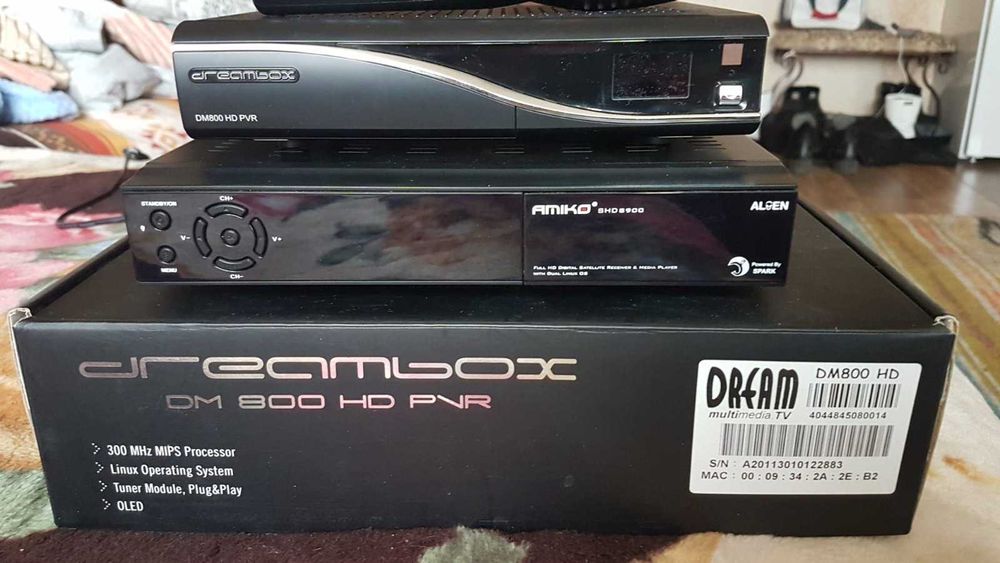 dreambox
DM800 HD PVR
STANDBY/ON
CH+
V-
V+
MENU
CH-
AMIKO SHD8900
ALIEN
FULL HD DIGITAL SATELLITE RECEIVER & MEDIA PLAYER
WITH DUAL LINUX OS
Powered By
SPARK
dreambox
DM 800 HD PVR
300 MHz MIPS Processor
Linux Operating System
Tuner Module, Plug&Play
OLED
DREAM
multimedia.TV
DM800 HD
4044845080014
S/N : A20113010122883
MAC : 00 : 09 : 34 : 2A : 2E : B2